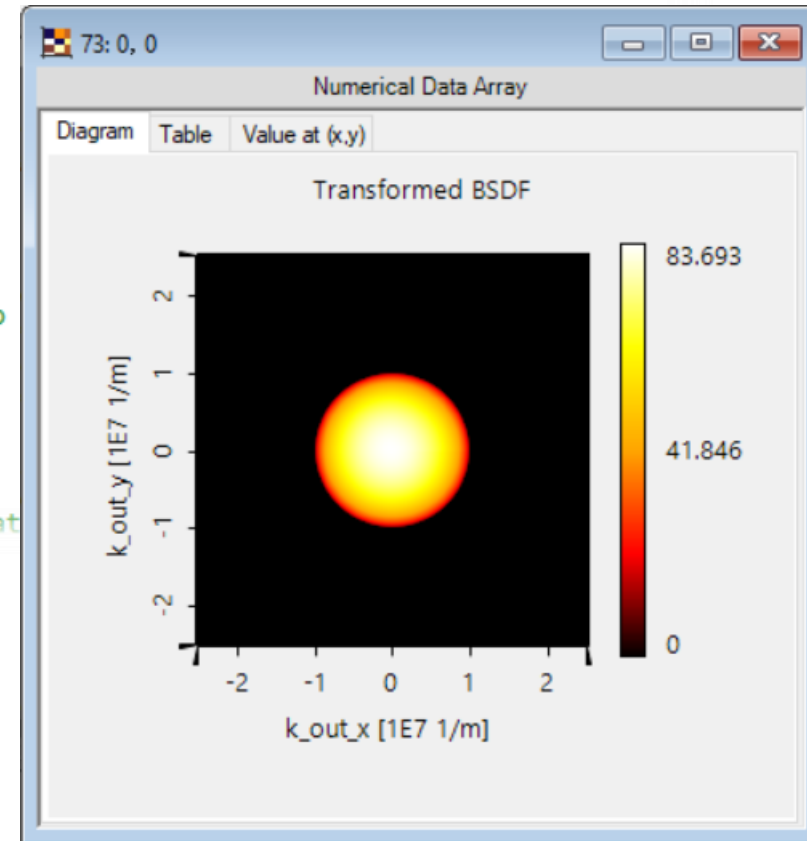 73: 0, 0
Numerical Data Array
Diagram Table Value at (x,y)
Transformed BSDF
83.693
41.846
0
k_out_y [1E7 1/m]
2
1
0
-1
-2
-2 -1 0 1 2
k_out_x [1E7 1/m]